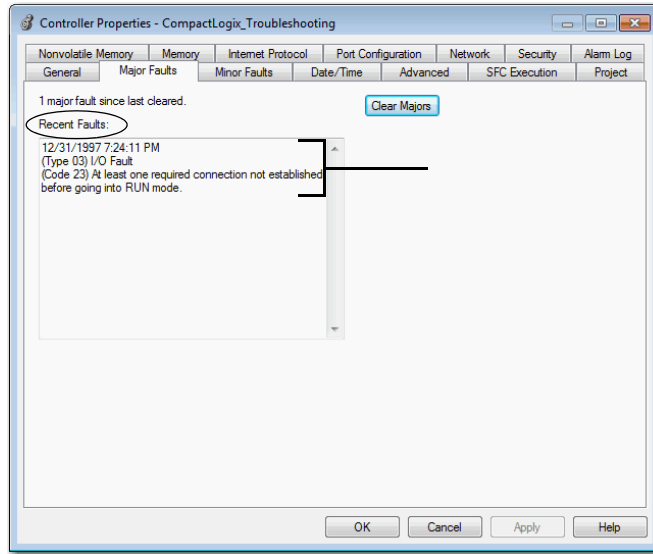 Controller Properties - CompactLogix_Troubleshooting
Nonvolatile Memory Memory Internet Protocol Port Configuration Network Security Alarm Log
General Major Faults Minor Faults Date/Time Advanced SFC Execution Project
1 major fault since last cleared.
Clear Majors
Recent Faults:
12/31/1997 7:24:11 PM
(Type 03) I/O Fault
(Code 23) At least one required connection not established
before going into RUN mode.
OK Cancel Apply Help